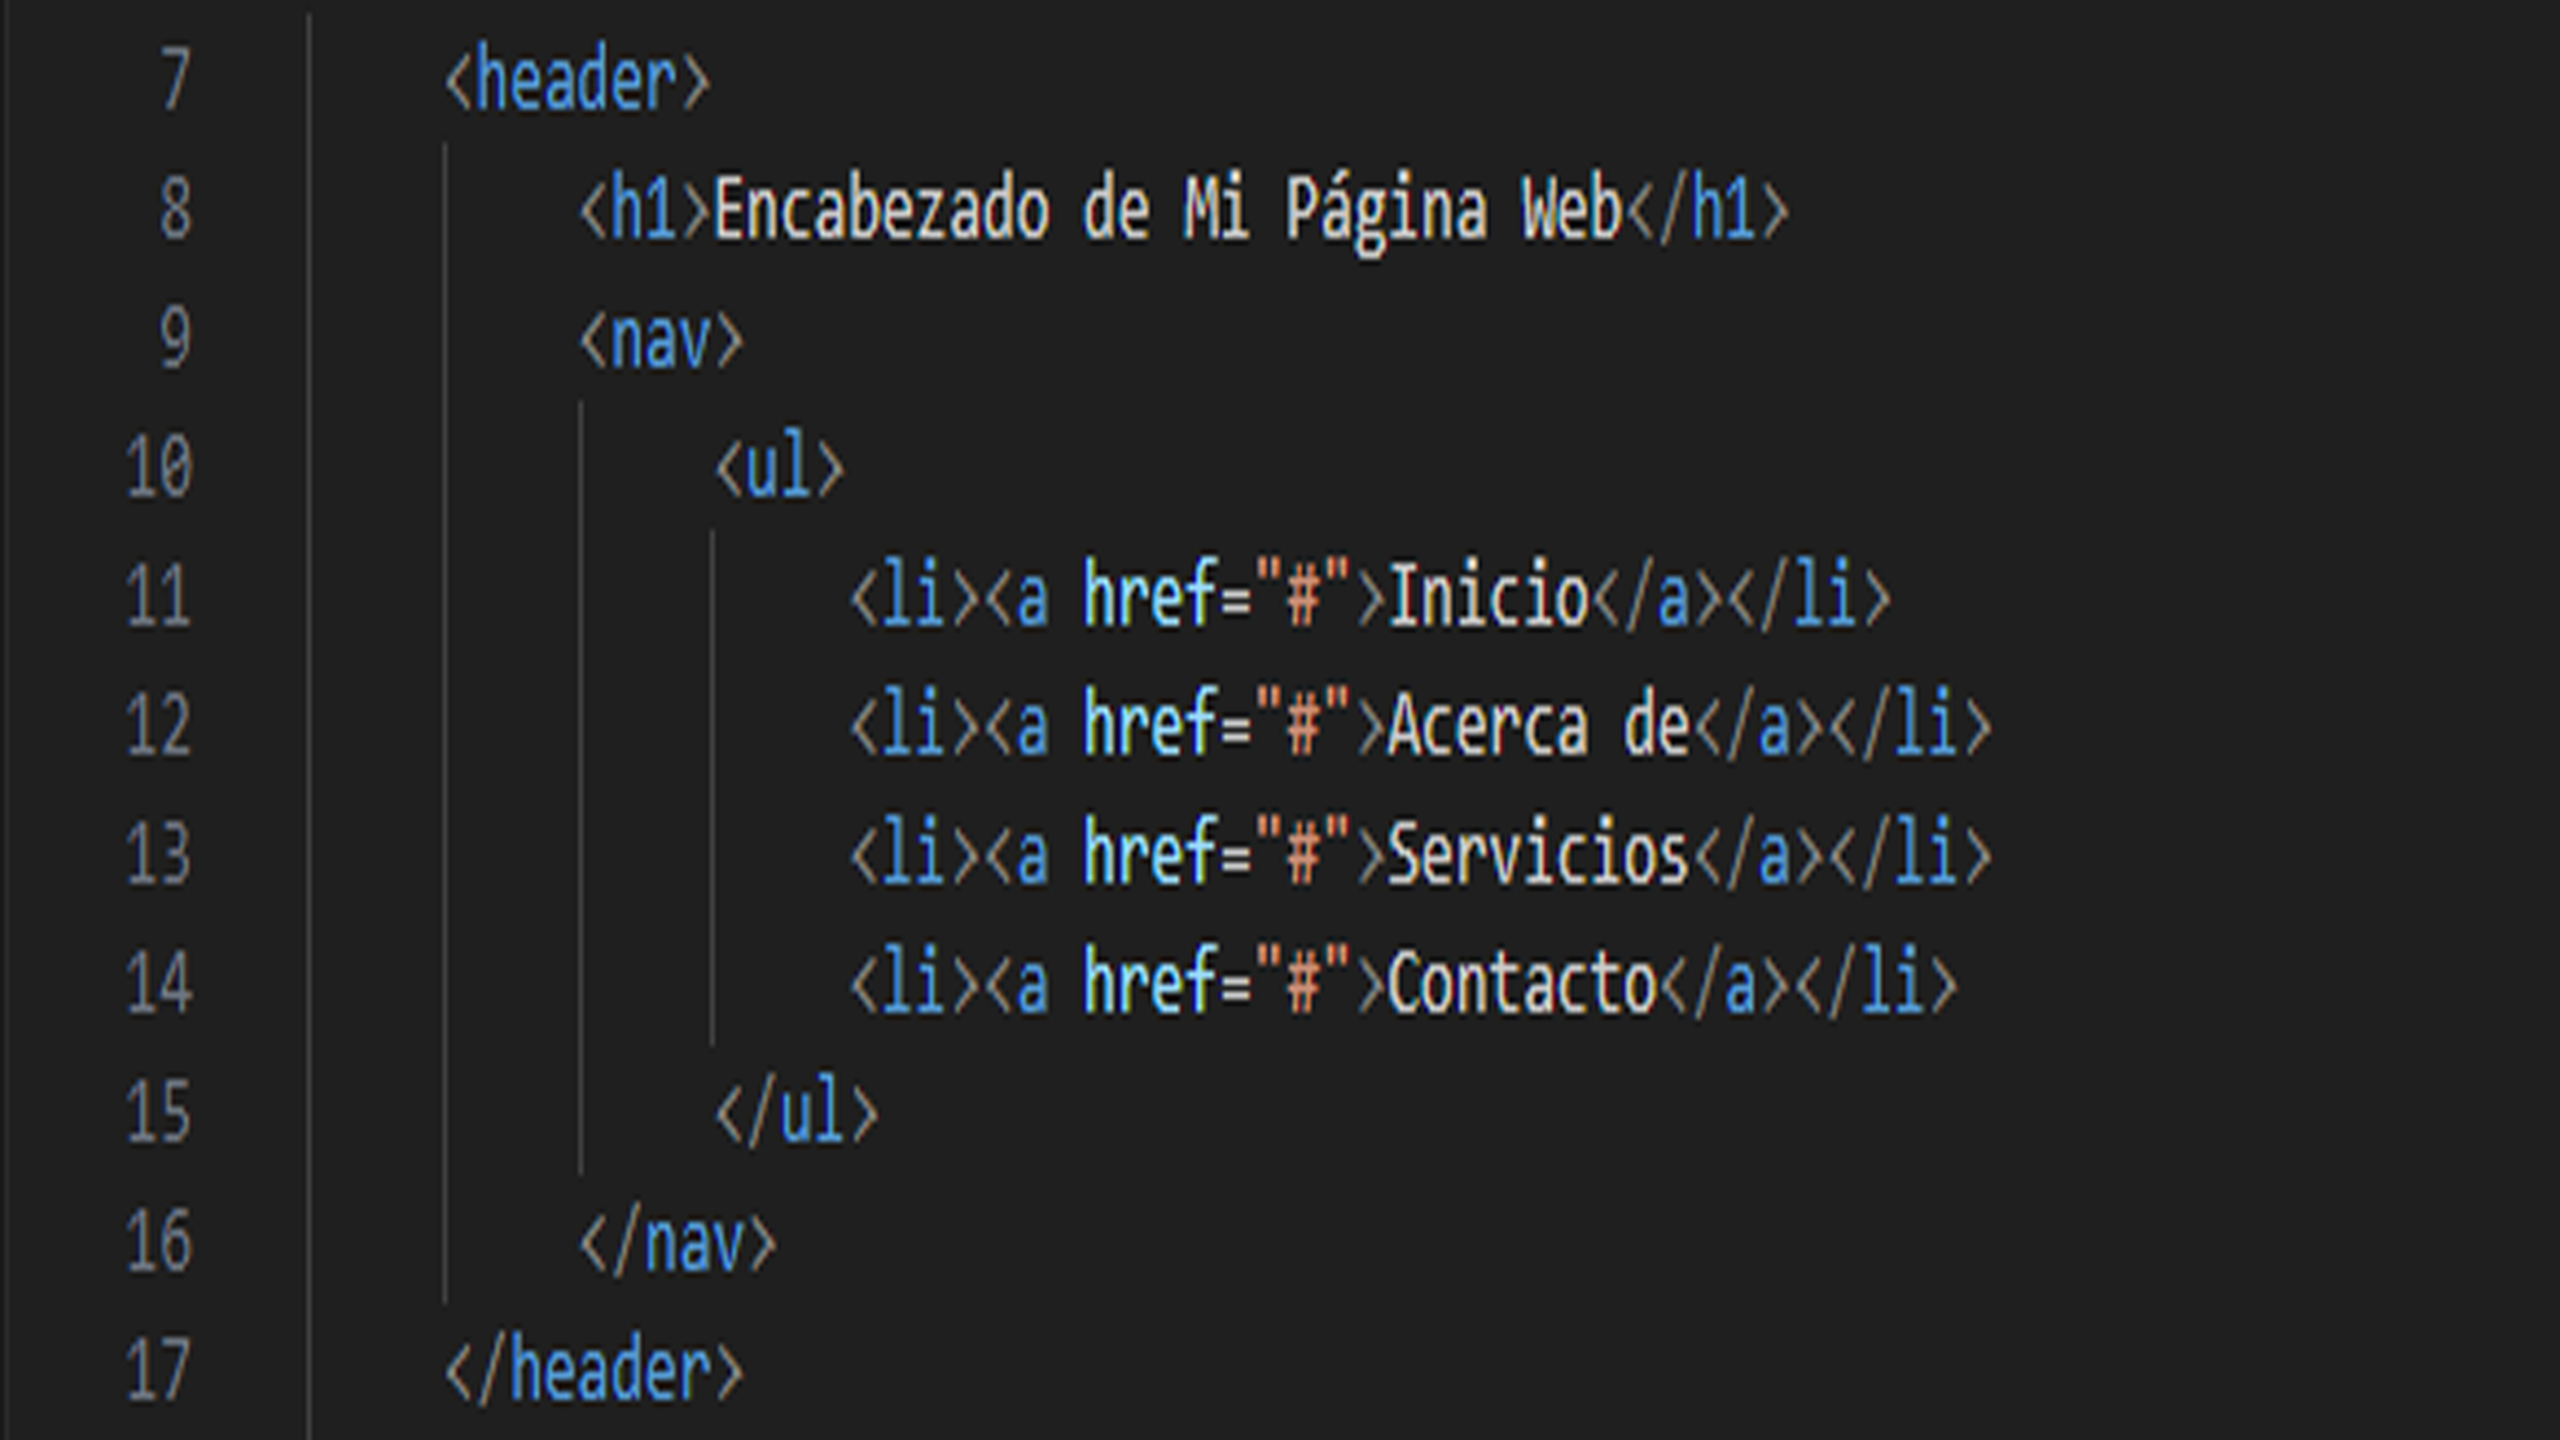 7 <header>
8 <h1>Encabezado de Mi Página Web</h1>
9 <nav>
10 <ul>
11 <li><a href="#">Inicio</a></li>
12 <li><a href="#">Acerca de</a></li>
13 <li><a href="#">Servicios</a></li>
14 <li><a href="#">Contacto</a></li>
15 </ul>
16 </nav>
17 </header>